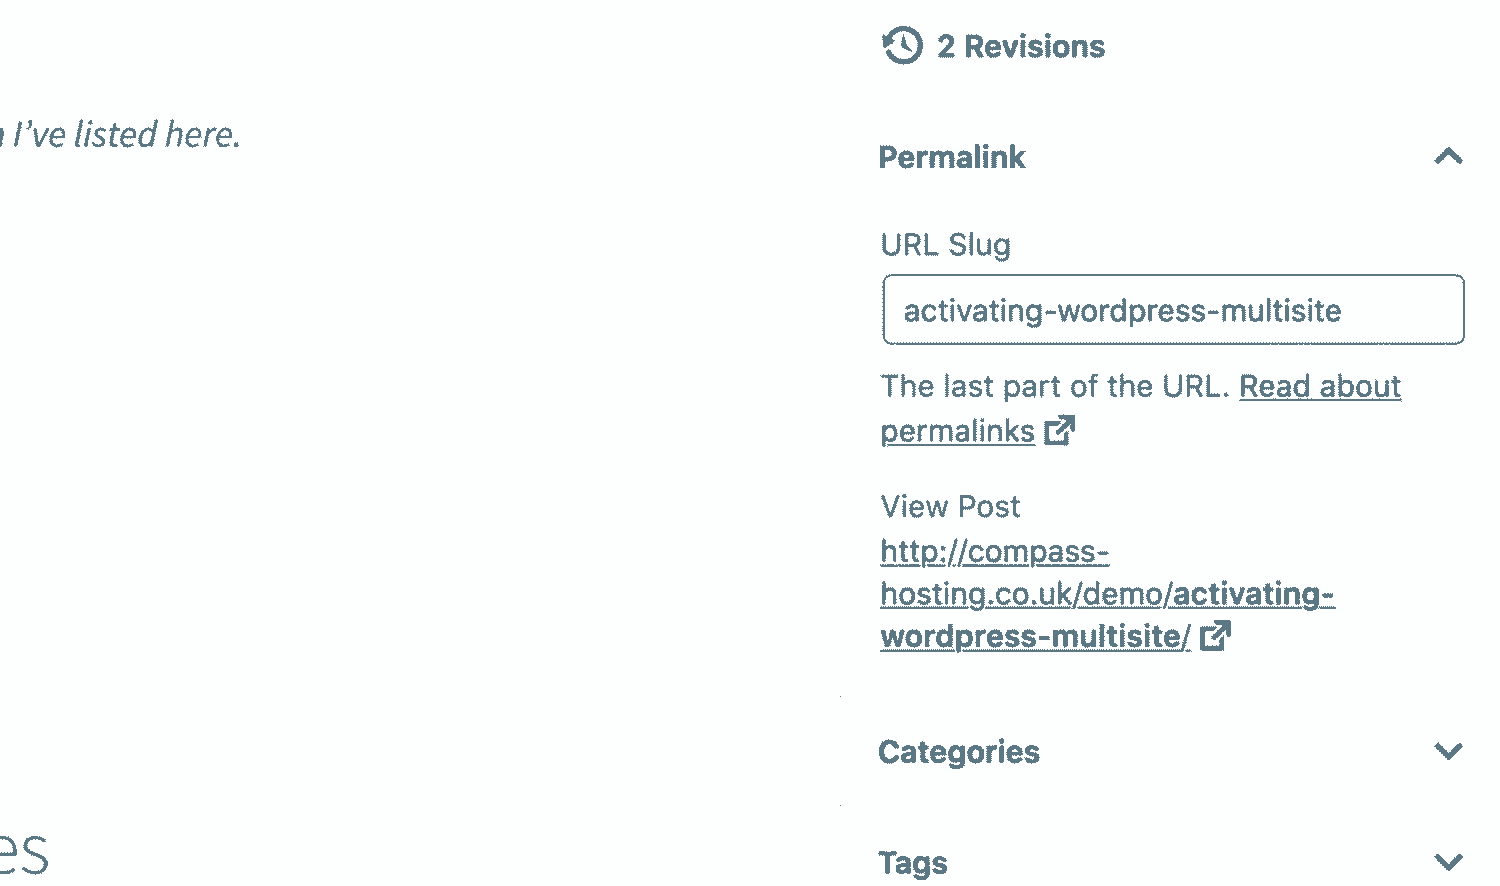 2 Revisions
I've listed here.
Permalink
URL Slug
activating-wordpress-multisite
The last part of the URL. Read about
permalinks
View Post
http://compass-
hosting.co.uk/demo/activating-
wordpress-multisite/
Categories
es
Tags